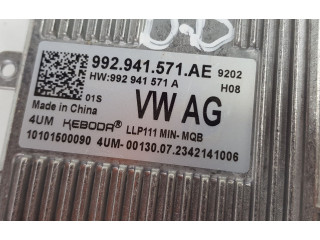 992.941.571.AE 9202
HW:992 941 571 A H08
01S
Made in China
VW AG
4UM KEBODA® LLP111 MIN- MQB
10101500090 4UM- 00130.07.2342141006